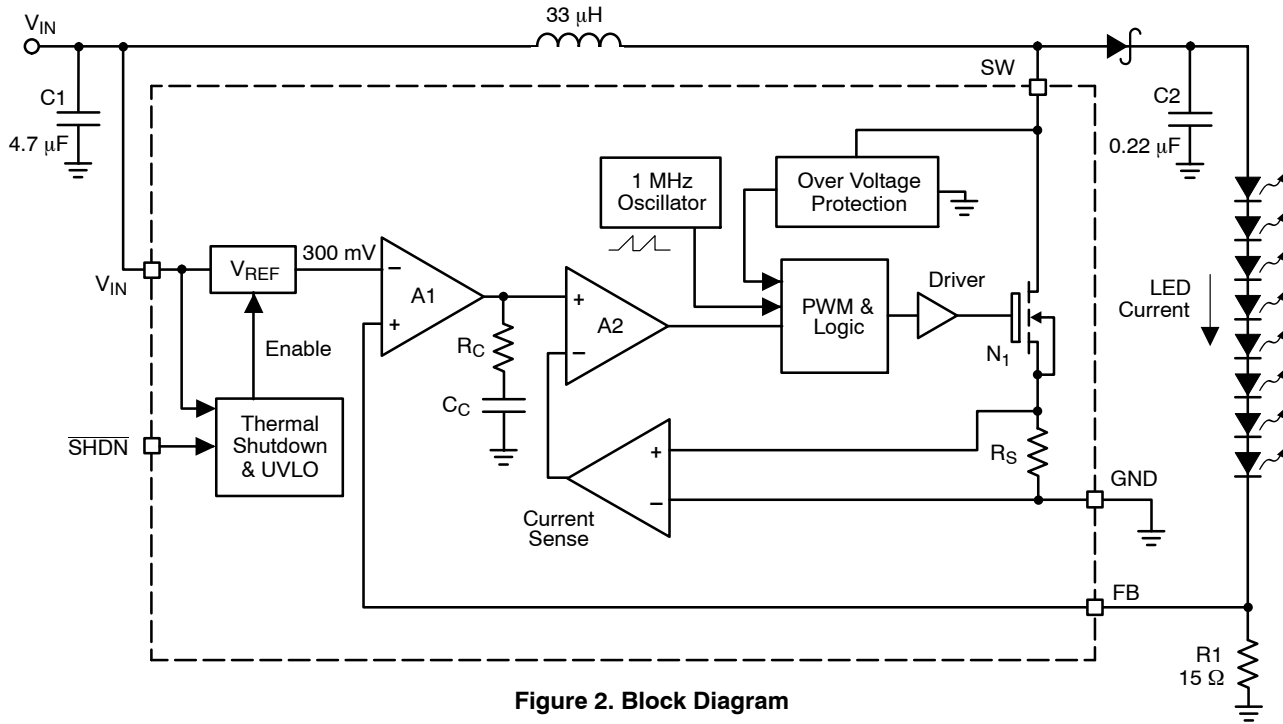 V_IN
33 μH
SW
C1
4.7 μF
C2
0.22 μF
1 MHz
Oscillator
Over Voltage
Protection
V_IN
V_REF
300 mV
−
+
A1
Enable
R_C
C_C
+
−
A2
PWM &
Logic
Driver
N_1
LED
Current
SHDN
Thermal
Shutdown
& UVLO
+
−
Current
Sense
R_S
GND
FB
R1
15 Ω
Figure 2. Block Diagram